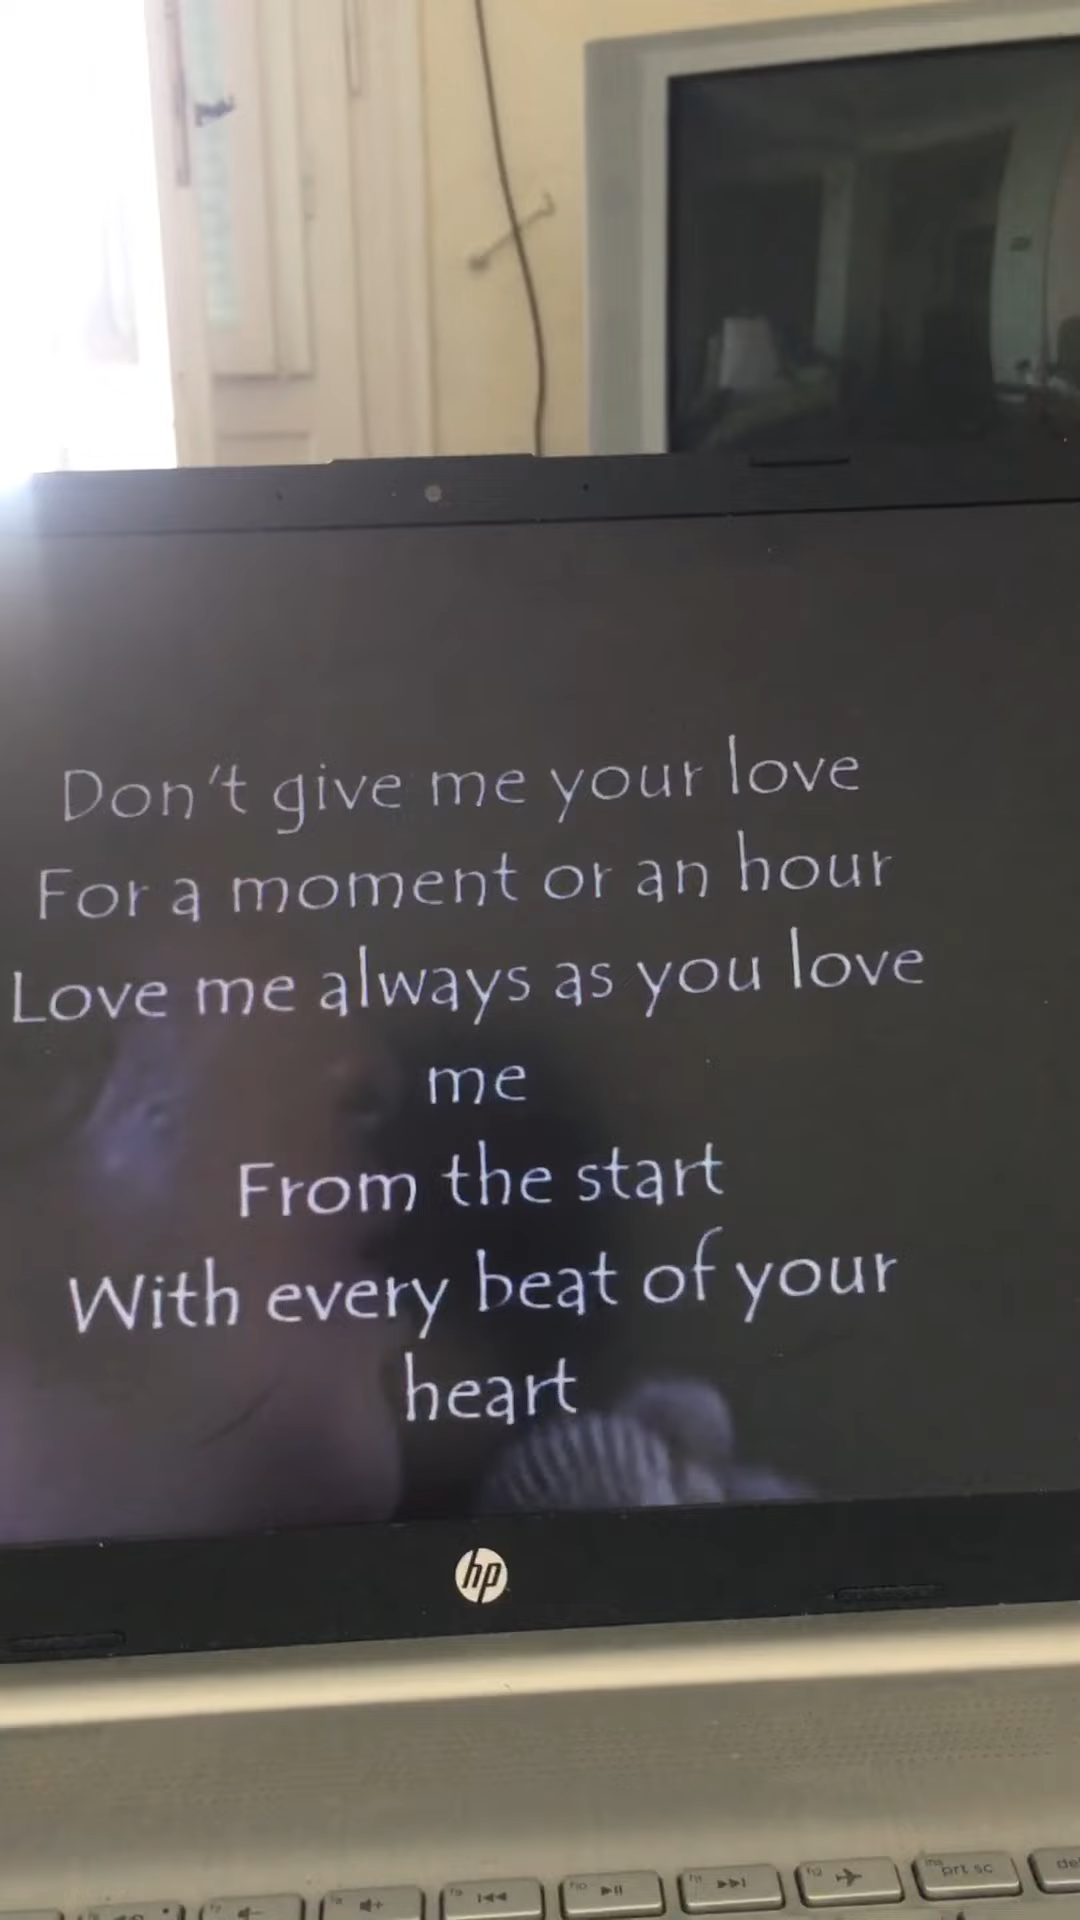 Don't give me your love
For a moment or an hour
Love me always as you love
me
From the start
With every beat of your
heart
hp
prt sc